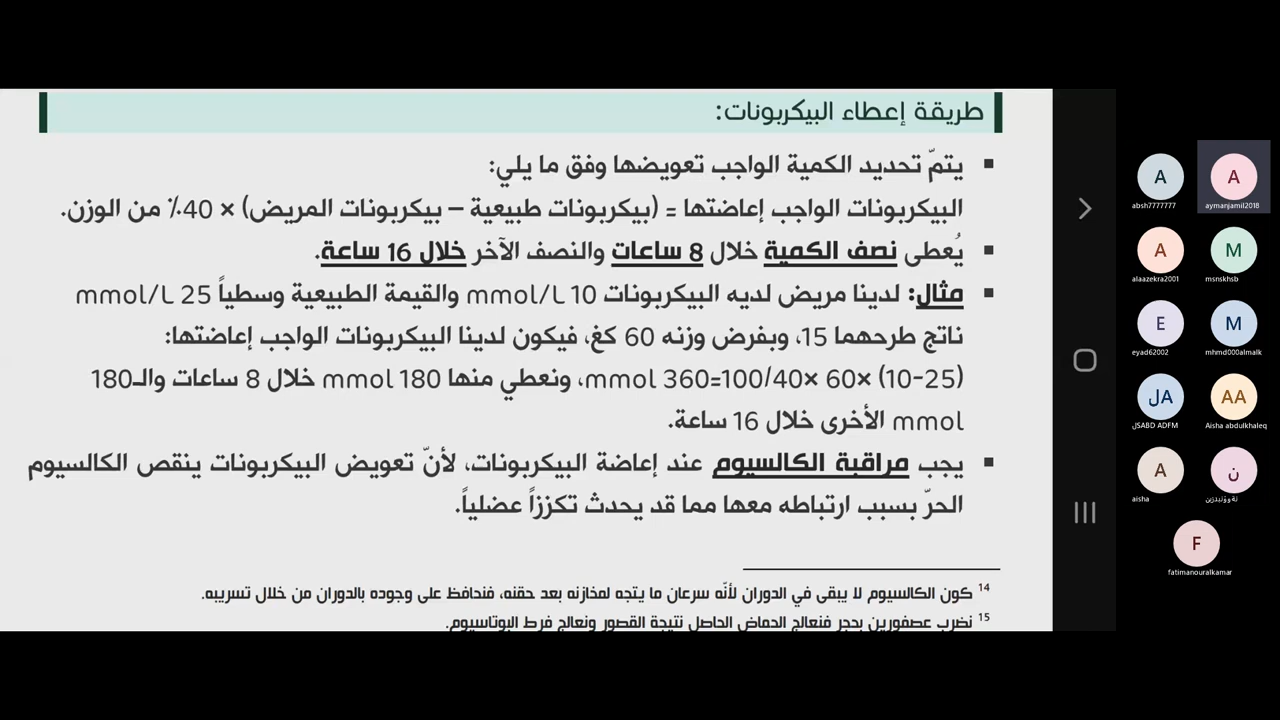 طريقة إعطاء البيكربونات:
▪ يتمّ تحديد الكمية الواجب تعويضها وفق ما يلي:
البيكربونات الواجب إعاضتها = (بيكربونات طبيعية – بيكربونات المريض) × 40٪ من الوزن.
▪ يُعطى نصف الكمية خلال 8 ساعات والنصف الآخر خلال 16 ساعة.
▪ مثال: لدينا مريض لديه البيكربونات 10 mmol/L والقيمة الطبيعية وسطياً 25 mmol/L
ناتج طرحهما 15، وبفرض وزنه 60 كغ، فيكون لدينا البيكربونات الواجب إعاضتها:
(25-10) ×60 ×40/100=360 mmol، ونعطي منها 180 mmol خلال 8 ساعات والـ180
mmol الأخرى خلال 16 ساعة.
▪ يجب مراقبة الكالسيوم عند إعاضة البيكربونات، لأنّ تعويض البيكربونات ينقص الكالسيوم
الحرّ بسبب ارتباطه معها مما قد يحدث تكززاً عضلياً.
14 كون الكالسيوم لا يبقى في الدوران لأنّه سرعان ما يتجه لمخازنه بعد حقنه، فنحافظ على وجوده بالدوران من خلال تسريبه.
15 نضرب عصفورين بحجر فنعالج الحماض الحاصل نتيجة القصور ونعالج فرط البوتاسيوم.
A
absh7777777
A
aymanjamil2018
A
alaazekra2001
M
msnskhsb
E
eyad62002
M
mhmd000almalk
JA
JSABD ADFM
AA
Aisha abdulkhaleq
A
aisha
ن
F
fatimanouralkamar